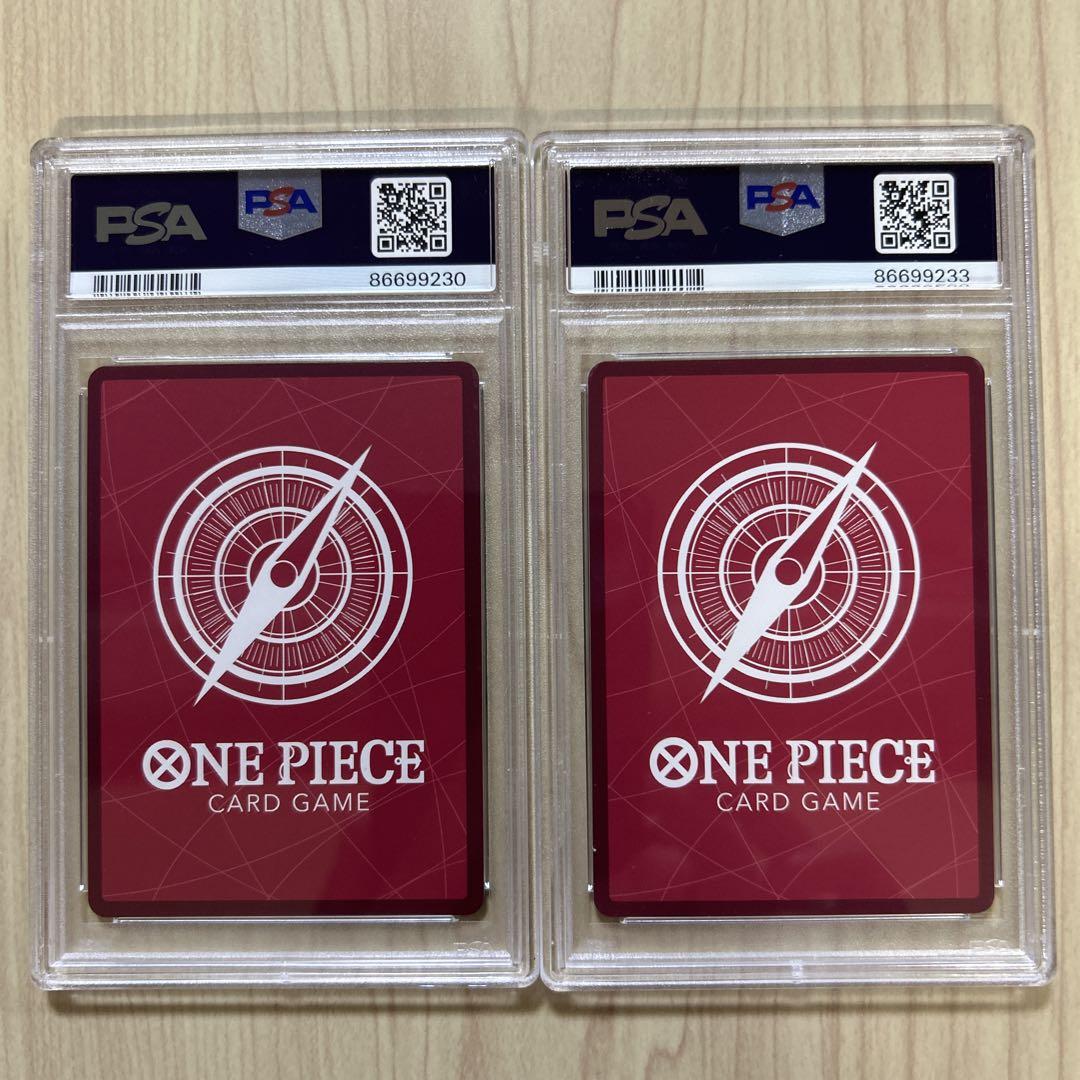 PSA PSA
86699230
ONE PIECE
CARD GAME
PSA PSA
86699233
ONE PIECE
CARD GAME